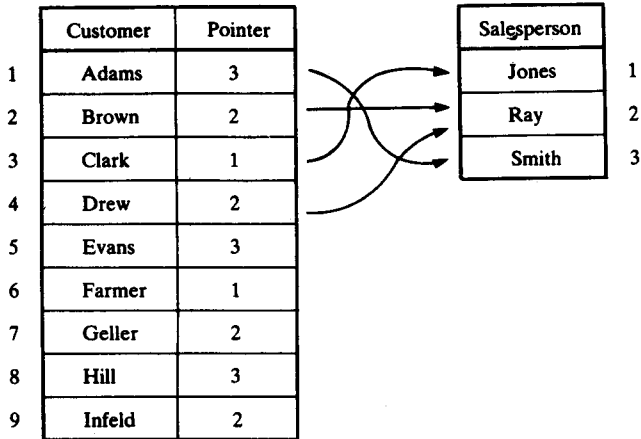 Customer Pointer
1 Adams 3
2 Brown 2
3 Clark 1
4 Drew 2
5 Evans 3
6 Farmer 1
7 Geller 2
8 Hill 3
9 Infeld 2
Salesperson
Jones 1
Ray 2
Smith 3